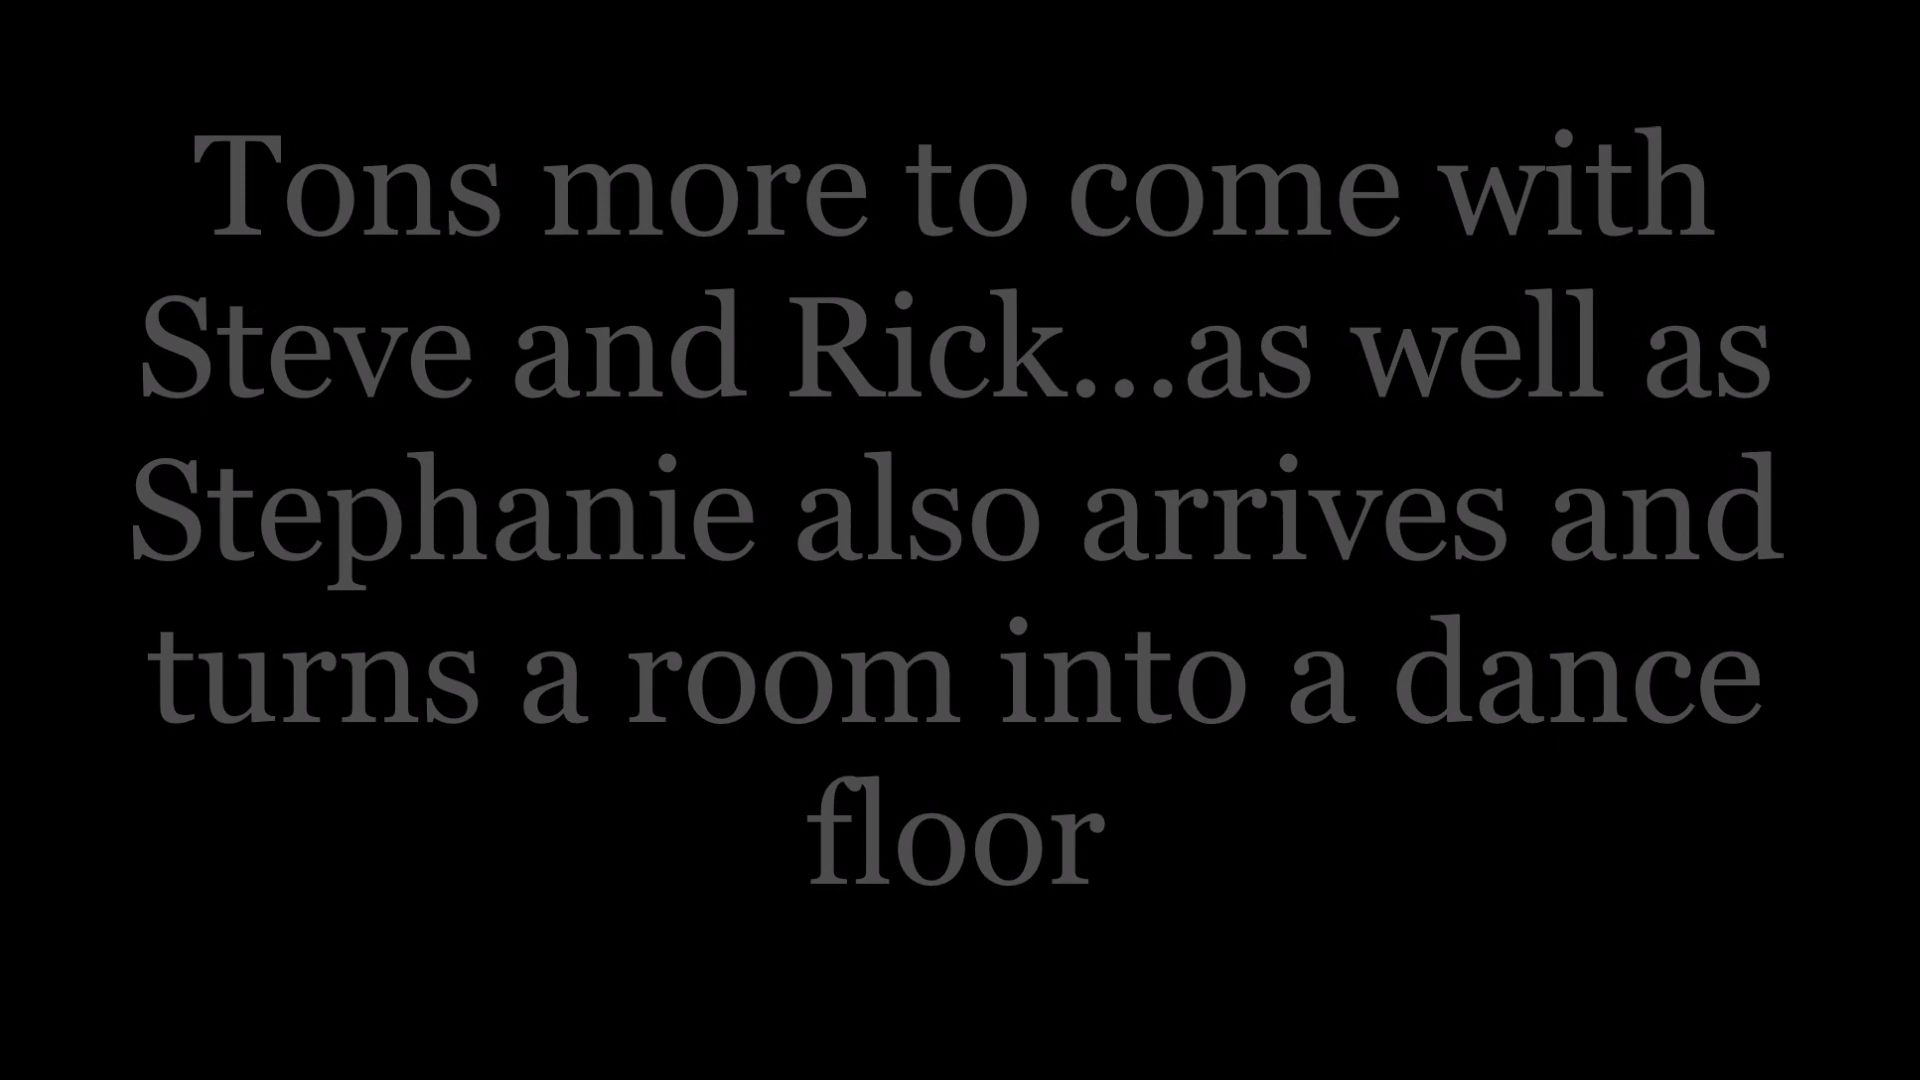 Tons more to come with
Steve and Rick...as well as
Stephanie also arrives and
turns a room into a dance
floor